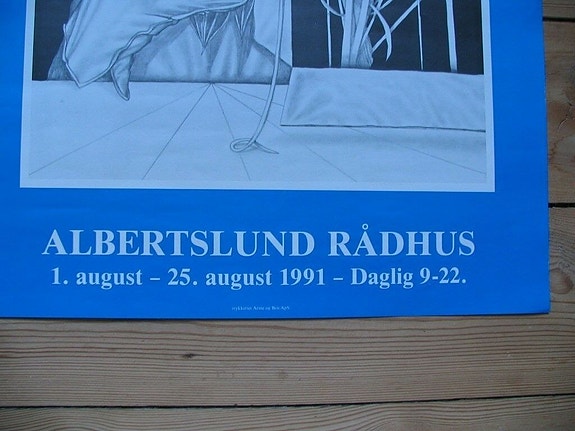 ALBERTSLUND RÅDHUS
1. august – 25. august 1991 – Daglig 9-22.